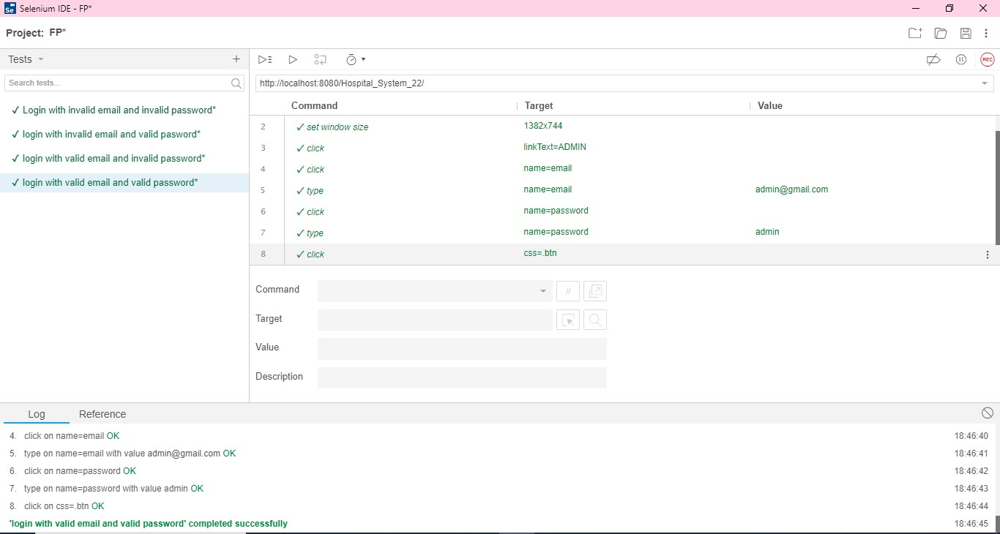 Selenium IDE - FP*
Project: FP*
Tests
Search tests...
✓ Login with invalid email and invalid password*
✓ login with invalid email and valid pasword*
✓ login with valid email and invalid password*
✓ login with valid email and valid password*
REC
http://localhost:8080/Hospital_System_22/
Command Target Value
2 ✓ set window size 1382x744
3 ✓ click linkText=ADMIN
4 ✓ click name=email
5 ✓ type name=email admin@gmail.com
6 ✓ click name=password
7 ✓ type name=password admin
8 ✓ click css=.btn
Command //
Target
Value
Description
Log Reference
4. click on name=email OK 18:46:40
5. type on name=email with value admin@gmail.com OK 18:46:41
6. click on name=password OK 18:46:42
7. type on name=password with value admin OK 18:46:43
8. click on css=.btn OK 18:46:44
'login with valid email and valid password' completed successfully 18:46:45